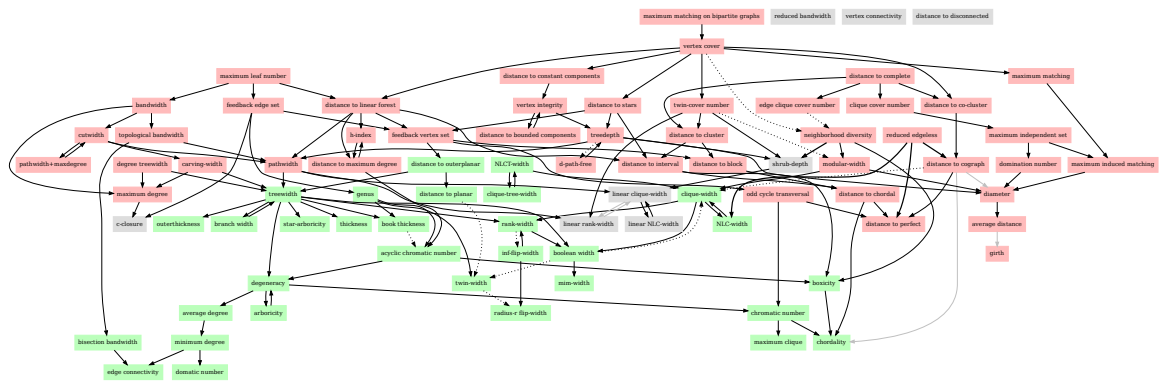 maximum matching on bipartite graphs
reduced bandwidth
vertex connectivity
distance to disconnected
vertex cover
maximum leaf number
distance to constant components
distance to complete
maximum matching
bandwidth
feedback edge set
distance to linear forest
vertex integrity
distance to stars
twin-cover number
edge clique cover number
clique cover number
distance to co-cluster
cutwidth
topological bandwidth
h-index
feedback vertex set
distance to bounded components
treedepth
distance to cluster
neighborhood diversity
reduced edgeless
maximum independent set
pathwidth+maxdegree
degree treewidth
carving-width
pathwidth
distance to maximum degree
distance to outerplanar
NLCT-width
d-path-free
distance to interval
distance to block
shrub-depth
modular-width
distance to cograph
domination number
maximum induced matching
maximum degree
treewidth
genus
distance to planar
clique-tree-width
linear clique-width
clique-width
odd cycle transversal
distance to chordal
diameter
c-closure
outerthickness
branch width
star-arboricity
thickness
book thickness
rank-width
linear rank-width
linear NLC-width
NLC-width
distance to perfect
average distance
acyclic chromatic number
inf-flip-width
boolean width
girth
degeneracy
twin-width
mim-width
boxicity
average degree
arboricity
radius-r flip-width
chromatic number
bisection bandwidth
minimum degree
maximum clique
chordality
edge connectivity
domatic number